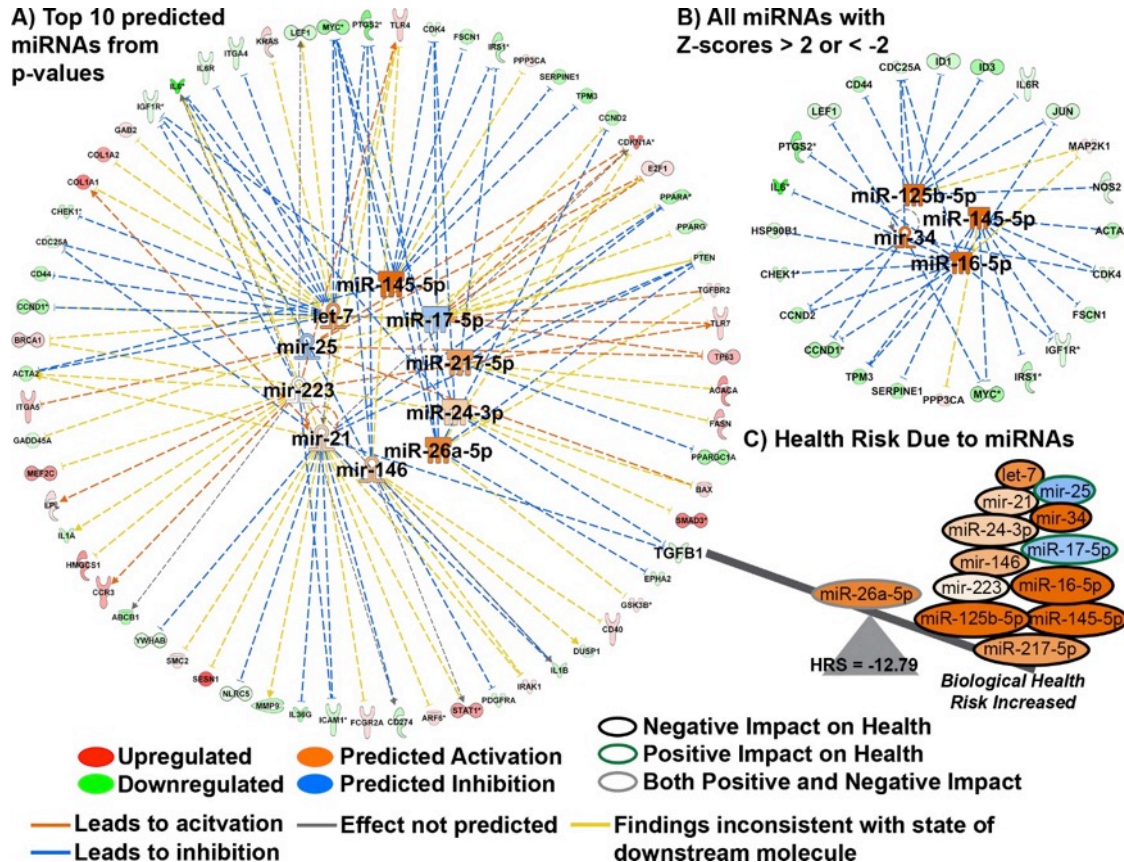 A) Top 10 predicted
miRNAs from
p-values
KRAS
LEF1
MYC*
PTGS2*
TLR4
CDK4
FSCN1
IRS1*
PPP3CA
SERPINE1
TPM3
CCND2
CDKN1A*
E2F1
PPARA*
PPARG
PTEN
TGFBR2
TLR7
TP63
ACACA
FASN
PPARGC1A
BAX
SMAD3*
TGFB1
EPHA2
GSK3B*
CD40
DUSP1
IL1B
IRAK1
PDGFRA
STAT1*
ARF6*
CD274
FCGR2A
ICAM1*
IL36G
MMP9
NLRC5
SESN1
SMC2
YWHAB
ABCB1
CCR3
HMGCS1
IL1A
LPL
MEF2C
GADD45A
ITGA5
ACTA2
BRCA1
CCND1*
CD44
CDC25A
CHEK1*
COL1A1
COL1A2
GAB2
IGF1R*
IL6*
IL6R
ITGA4
miR-145-5p
let-7
miR-17-5p
mir-25
miR-217-5p
mir-223
miR-24-3p
mir-21
miR-26a-5p
mir-146
B) All miRNAs with
Z-scores > 2 or < -2
CDC25A
ID1
ID3
IL6R
JUN
MAP2K1
NOS2
ACTA2
CDK4
FSCN1
IGF1R*
IRS1*
MYC*
PPP3CA
SERPINE1
TPM3
CCND1*
CCND2
CHEK1*
HSP90B1
IL6*
PTGS2*
LEF1
CD44
miR-125b-5p
miR-145-5p
mir-34
miR-16-5p
C) Health Risk Due to miRNAs
let-7
mir-21
mir-25
miR-24-3p
mir-34
mir-146
miR-17-5p
mir-223
miR-16-5p
miR-26a-5p
miR-125b-5p
miR-145-5p
miR-217-5p
HRS = -12.79
Biological Health
Risk Increased
Upregulated
Downregulated
Predicted Activation
Predicted Inhibition
Negative Impact on Health
Positive Impact on Health
Both Positive and Negative Impact
Leads to acitvation
Leads to inhibition
Effect not predicted
Findings inconsistent with state of
downstream molecule